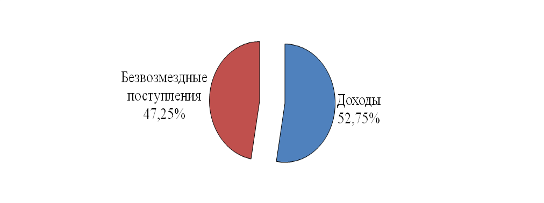 Безвозмездные
поступления
47,25%
Доходы
52,75%